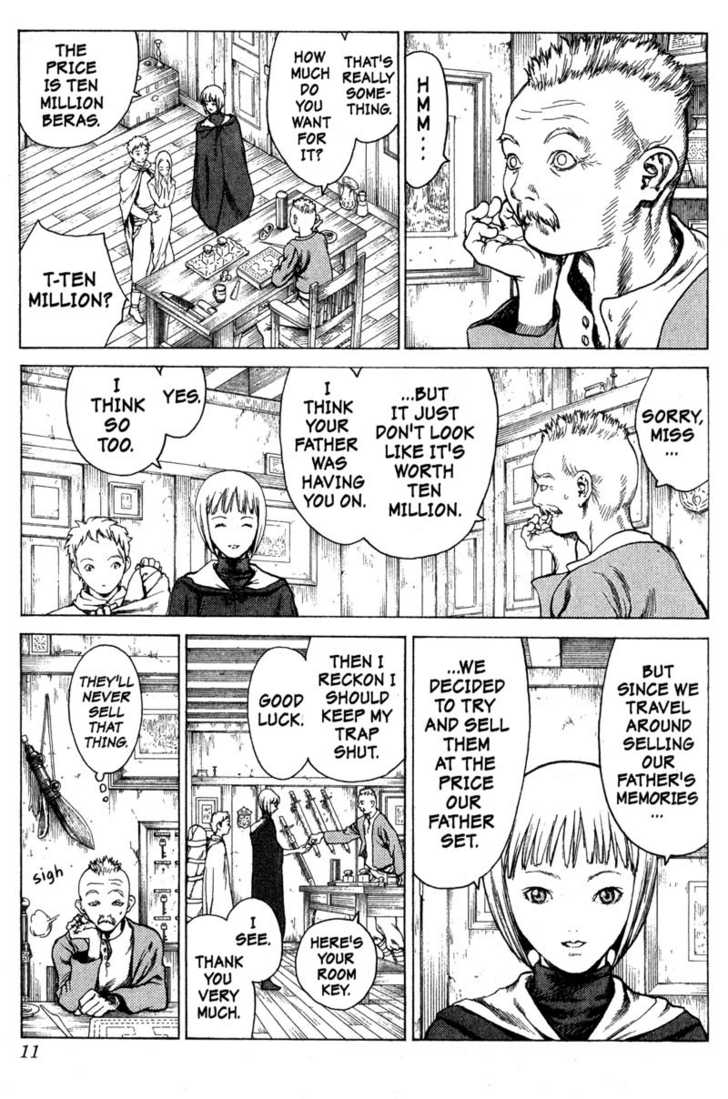 HMM...
THAT'S
REALLY
SOME-
THING.
HOW
MUCH
DO
YOU
WANT
FOR
IT?
THE
PRICE
IS TEN
MILLION
BERAS.
T-TEN
MILLION?
SORRY,
MISS
...
...BUT
IT JUST
DON'T LOOK
LIKE IT'S
WORTH
TEN
MILLION.
I
THINK
YOUR
FATHER
WAS
HAVING
YOU ON.
YES.
I
THINK
SO
TOO.
BUT
SINCE WE
TRAVEL
AROUND
SELLING
OUR
FATHER'S
MEMORIES
...
...WE
DECIDED
TO TRY
AND SELL
THEM
AT THE
PRICE
OUR
FATHER
SET.
THEN I
RECKON I
SHOULD
KEEP MY
TRAP
SHUT.
GOOD
LUCK.
HERE'S
YOUR
ROOM
KEY.
I
SEE.
THANK
YOU
VERY
MUCH.
THEY'LL
NEVER
SELL
THAT
THING.
sigh
11